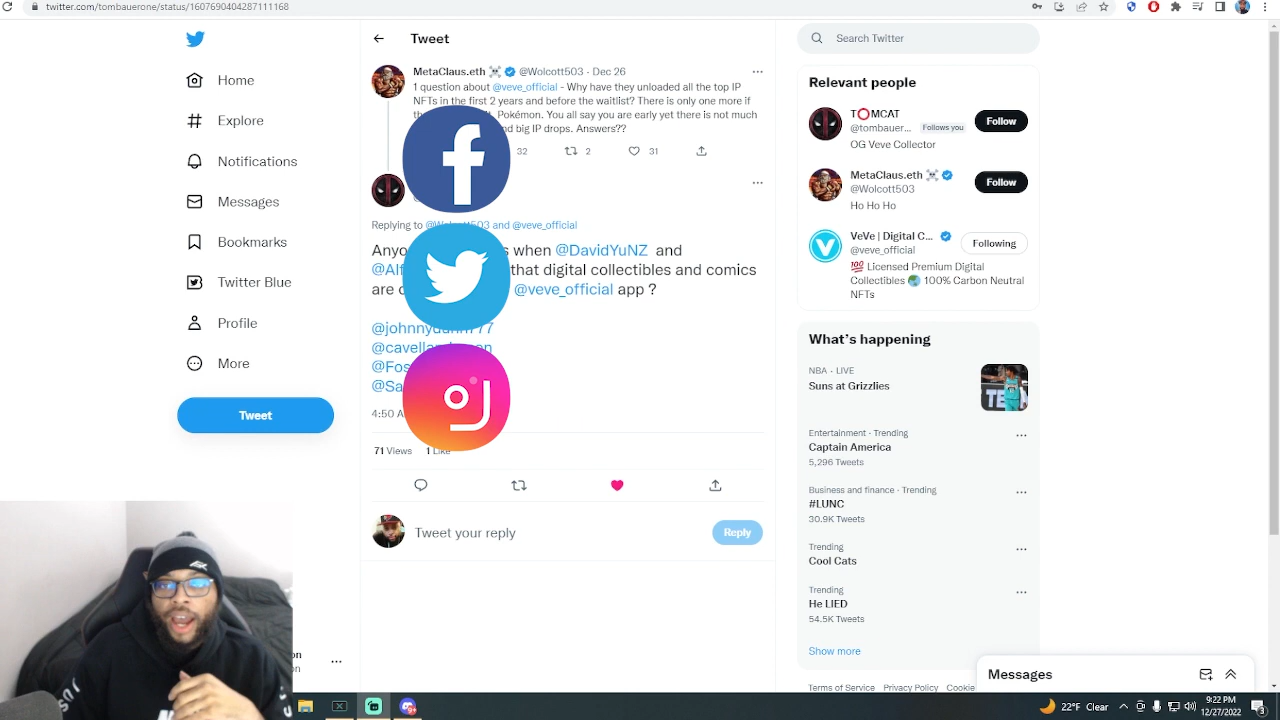 twitter.com/tombauerone/status/1607690404287111168
Home
Explore
Notifications
Messages
Bookmarks
Twitter Blue
Profile
More
Tweet
Tweet
MetaClaus.eth @Wolcott503 · Dec 26
1 question about @veve_official - Why have they unloaded all the top IP
NFTs in the first 2 years and before the waitlist? There is only one more if
Pokémon. You all say you are early yet there is not much
big IP drops. Answers??
32 2 31
Replying to @Wolcott503 and @veve_official
when @DavidYuNZ and
that digital collectibles and comics
are @veve_official app ?
4:50
71 Views 1 Like
Tweet your reply
Reply
Search Twitter
Relevant people
T⭕MCAT
@tombauer... Follows you
Follow
OG Veve Collector
MetaClaus.eth
@Wolcott503
Follow
Ho Ho Ho
VeVe | Digital C...
@veve_official
Following
💯 Licensed Premium Digital
Collectibles 🌏 100% Carbon Neutral
NFTs
What's happening
NBA · LIVE
Suns at Grizzlies
Entertainment · Trending
Captain America
5,296 Tweets
Business and finance · Trending
#LUNC
30.9K Tweets
Trending
Cool Cats
Trending
He LIED
54.5K Tweets
Show more
Terms of Service Privacy Policy Cookie
Messages
22°F Clear
9:22 PM
12/27/2022